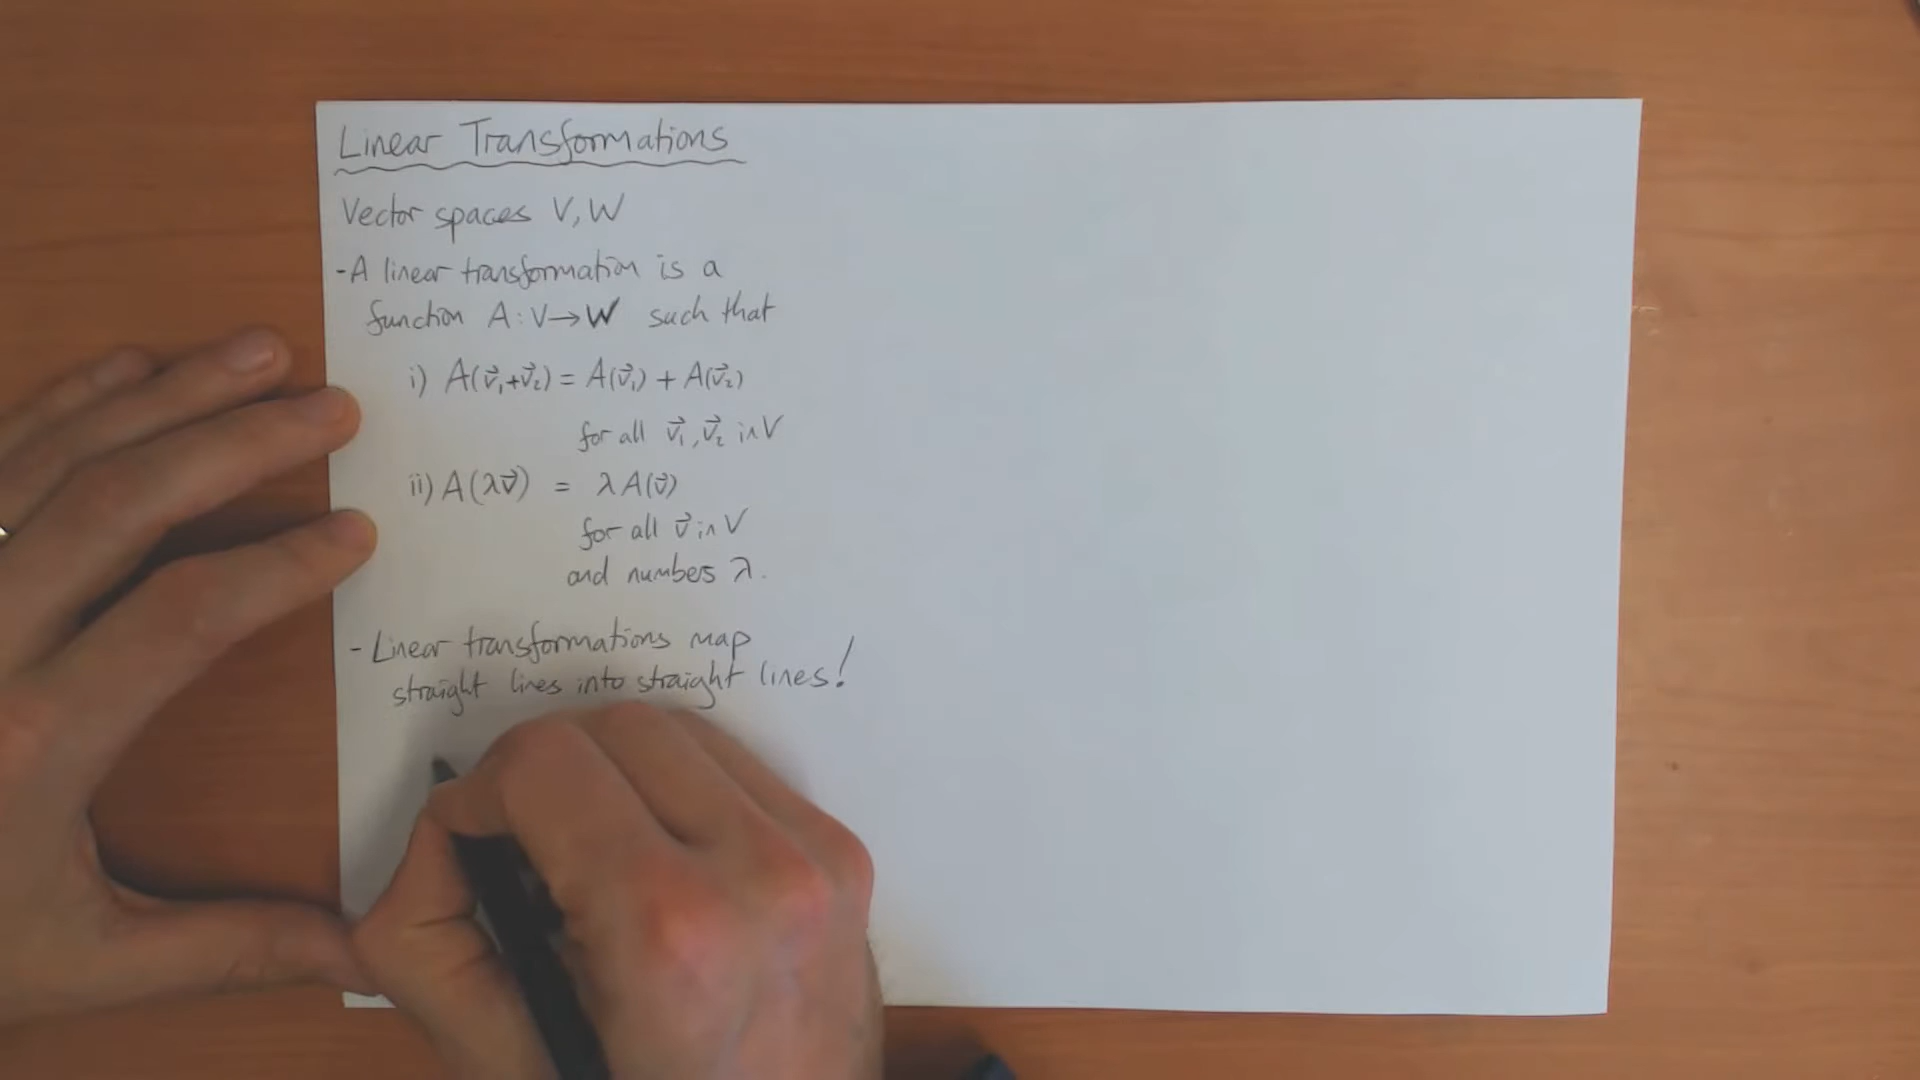 Linear Transformations
Vector spaces V, W
- A linear transformation is a
function A : V → W such that
i) A(v⃗₁+v⃗₂) = A(v⃗₁) + A(v⃗₂)
for all v⃗₁, v⃗₂ in V
ii) A(λv⃗) = λA(v⃗)
for all v⃗ in V
and numbers λ.
- Linear transformations map
straight lines into straight lines!